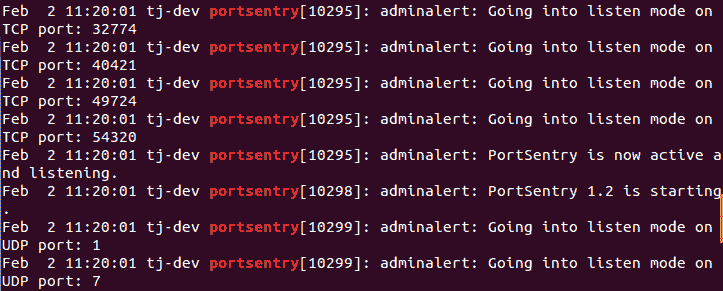 Feb  2 11:20:01 tj-dev portsentry[10295]: adminalert: Going into listen mode on
TCP port: 32774
Feb  2 11:20:01 tj-dev portsentry[10295]: adminalert: Going into listen mode on
TCP port: 40421
Feb  2 11:20:01 tj-dev portsentry[10295]: adminalert: Going into listen mode on
TCP port: 49724
Feb  2 11:20:01 tj-dev portsentry[10295]: adminalert: Going into listen mode on
TCP port: 54320
Feb  2 11:20:01 tj-dev portsentry[10295]: adminalert: PortSentry is now active a
nd listening.
Feb  2 11:20:01 tj-dev portsentry[10298]: adminalert: PortSentry 1.2 is starting
.
Feb  2 11:20:01 tj-dev portsentry[10299]: adminalert: Going into listen mode on
UDP port: 1
Feb  2 11:20:01 tj-dev portsentry[10299]: adminalert: Going into listen mode on
UDP port: 7